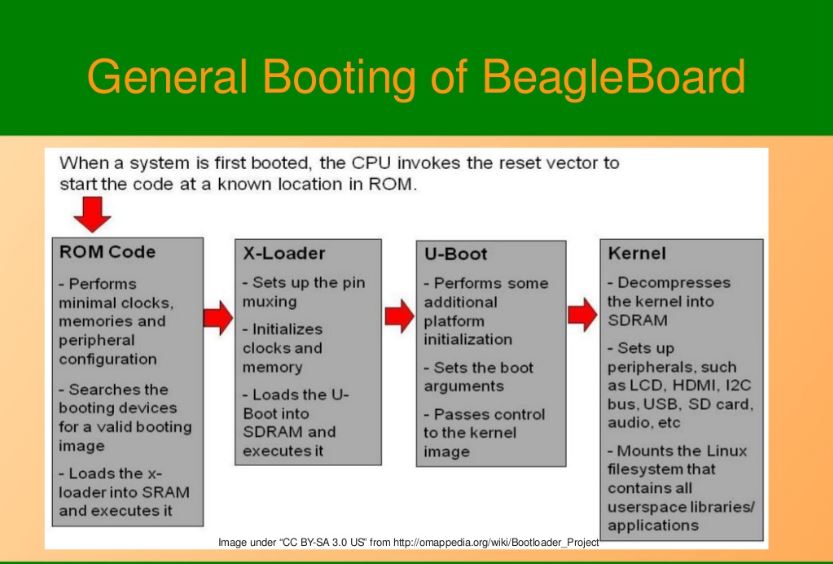 General Booting of BeagleBoard
When a system is first booted, the CPU invokes the reset vector to
start the code at a known location in ROM.
ROM Code
- Performs
minimal clocks,
memories and
peripheral
configuration
- Searches the
booting devices
for a valid booting
image
- Loads the x-
loader into SRAM
and executes it
X-Loader
- Sets up the pin
muxing
- Initializes
clocks and
memory
- Loads the U-
Boot into
SDRAM and
executes it
U-Boot
- Performs some
additional
platform
initialization
- Sets the boot
arguments
- Passes control
to the kernel
image
Kernel
- Decompresses
the kernel into
SDRAM
- Sets up
peripherals, such
as LCD, HDMI, I2C
bus, USB, SD card,
audio, etc
- Mounts the Linux
filesystem that
contains all
userspace libraries/
applications
Image under "CC BY-SA 3.0 US" from http://omappedia.org/wiki/Bootloader_Project